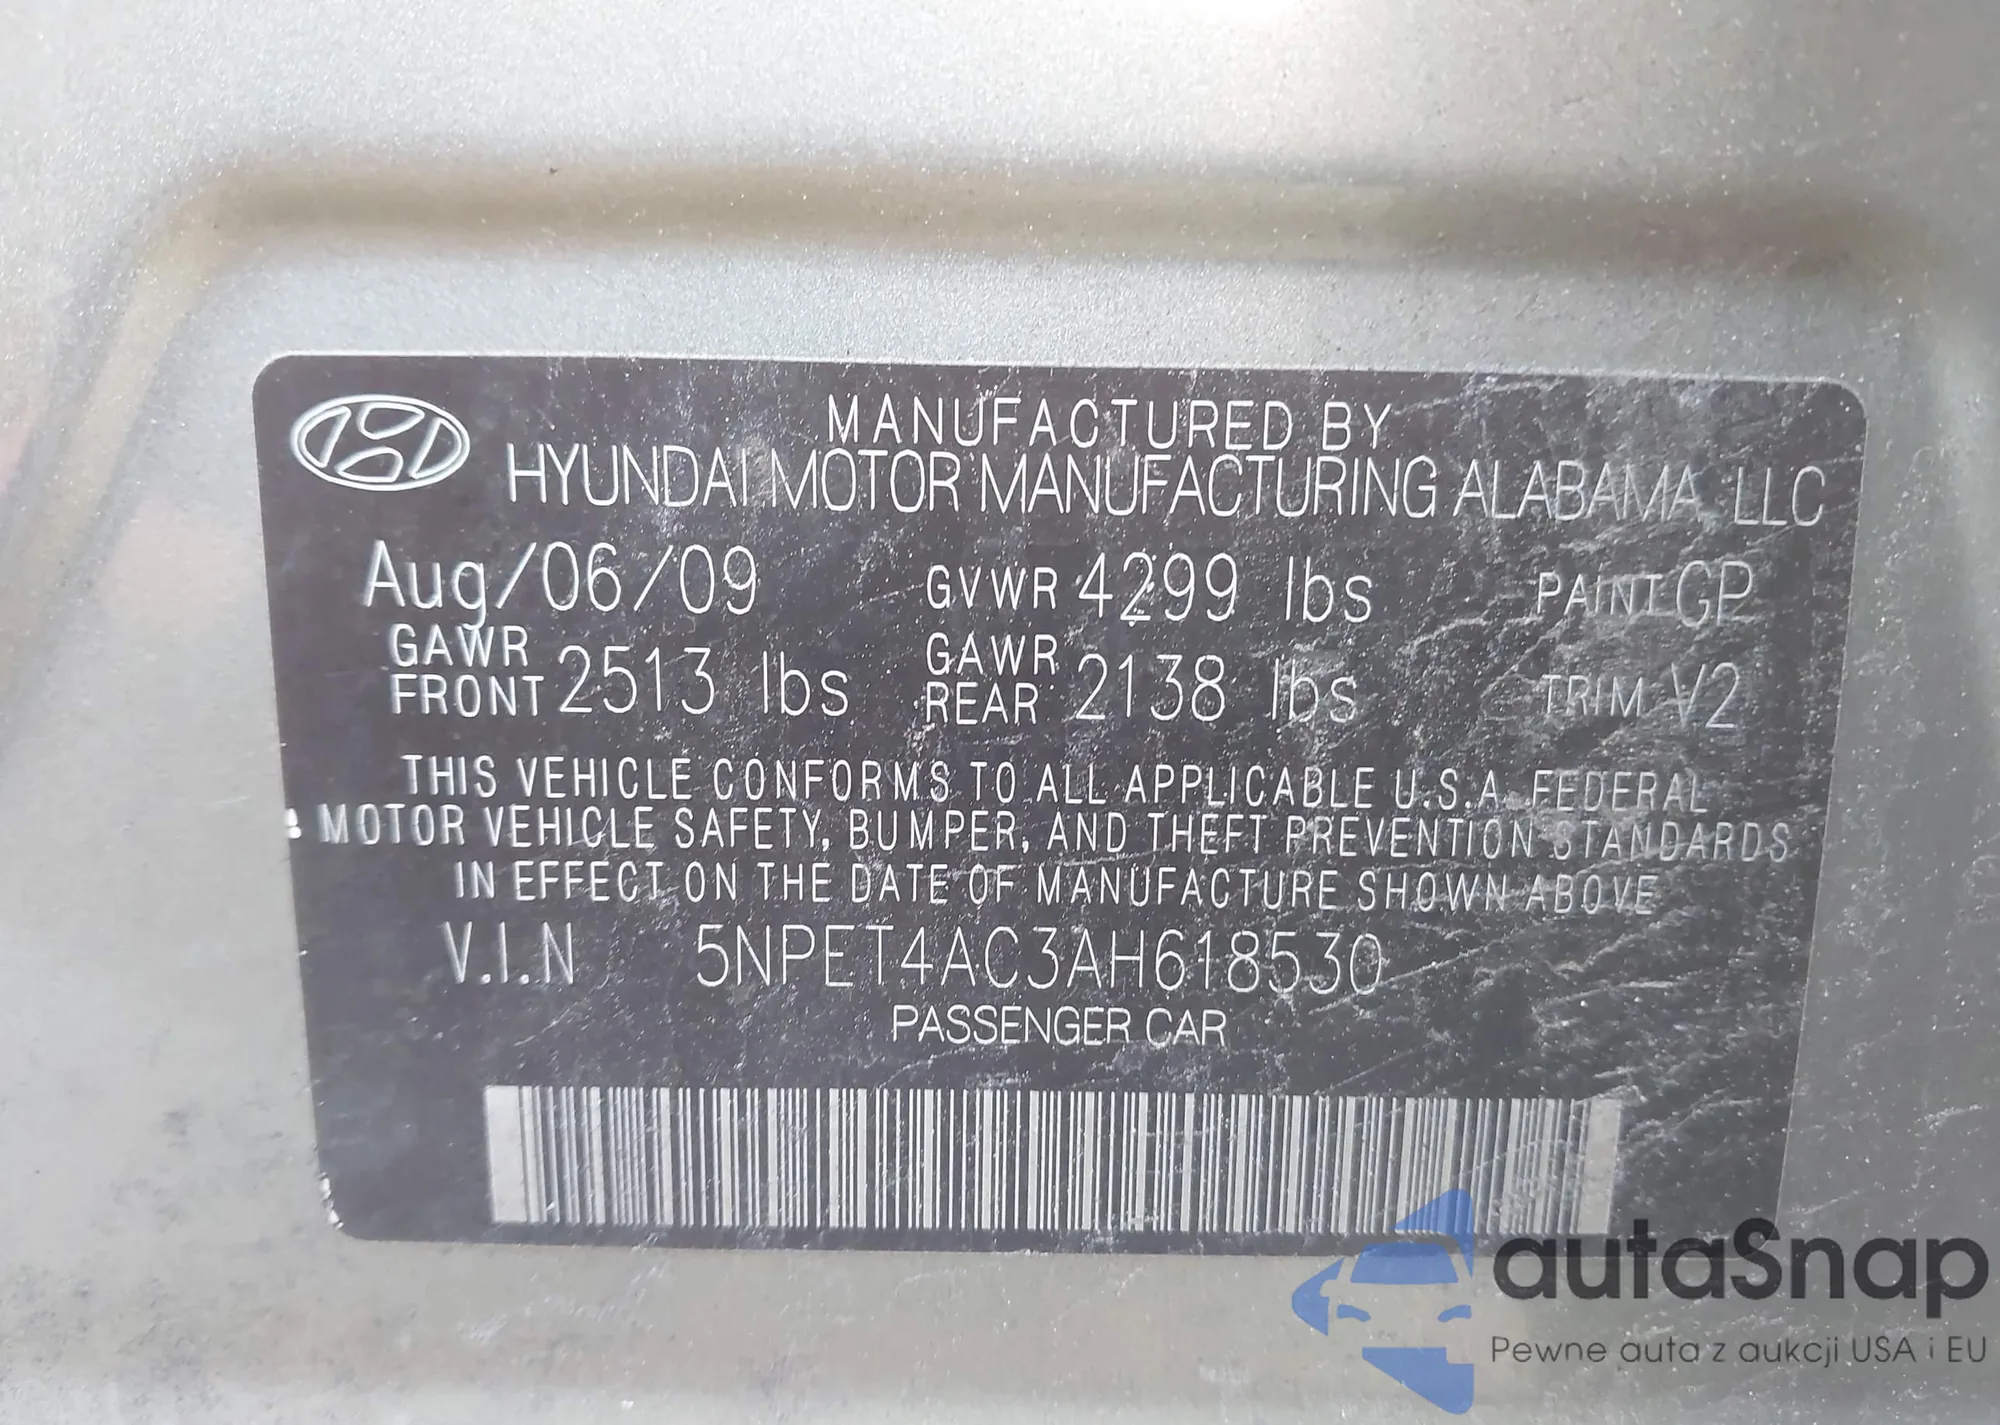 MANUFACTURED BY
HYUNDAI MOTOR MANUFACTURING ALABAMA, LLC
Aug/06/09 GVWR 4299 lbs PAINT GP
GAWR FRONT 2513 lbs GAWR REAR 2138 lbs TRIM V2
THIS VEHICLE CONFORMS TO ALL APPLICABLE U.S.A. FEDERAL
MOTOR VEHICLE SAFETY, BUMPER, AND THEFT PREVENTION STANDARDS
IN EFFECT ON THE DATE OF MANUFACTURE SHOWN ABOVE
V.I.N 5NPET4AC3AH618530
PASSENGER CAR
autaSnap
Pewne auta z aukcji USA i EU